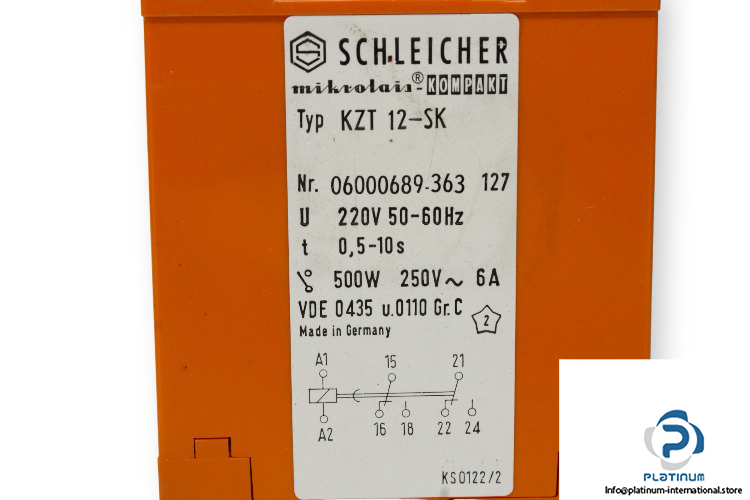 SCHLEICHER
mikrolais®-KOMPAKT
Typ KZT 12-SK
Nr. 06000689-363 127
U 220V 50-60Hz
t 0,5-10s
500W 250V~ 6A
VDE 0435 u.0110 Gr.C 2
Made in Germany
A1 15 21
A2 16 18 22 24
KS0122/2
PLATINUM
Info@platinum-international.store